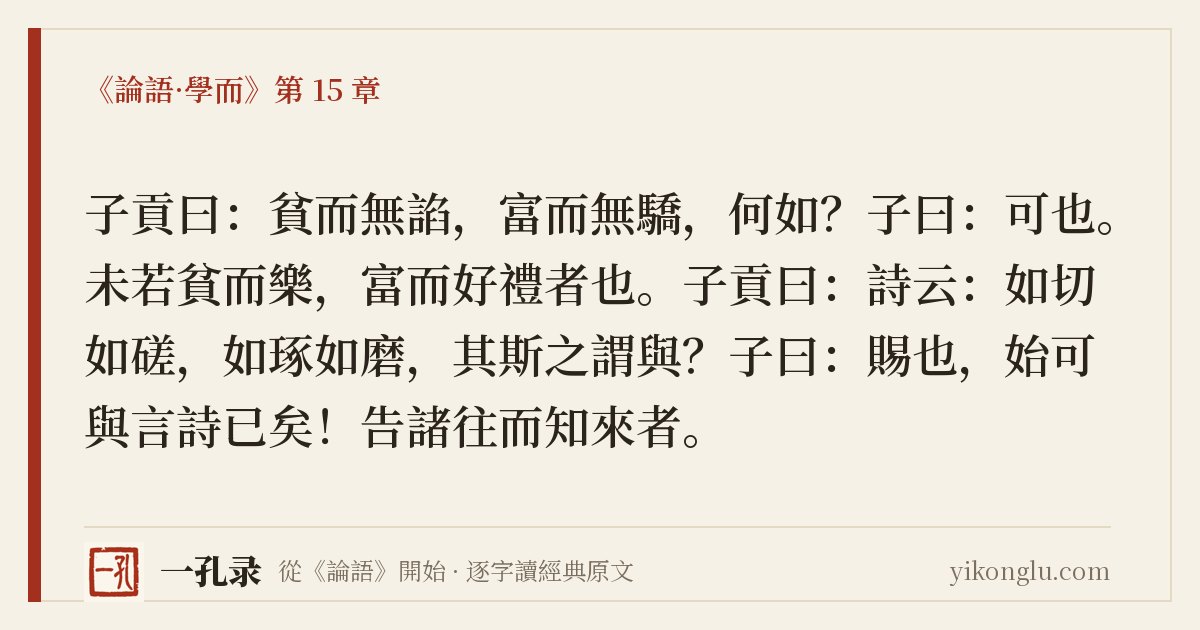 《論語·學而》第 15 章
子貢曰：貧而無諂，富而無驕，何如？子曰：可也。
未若貧而樂，富而好禮者也。子貢曰：詩云：如切
如磋，如琢如磨，其斯之謂與？子曰：賜也，始可
與言詩已矣！告諸往而知來者。
一孔
一孔录 從《論語》開始 · 逐字讀經典原文 yikonglu.com